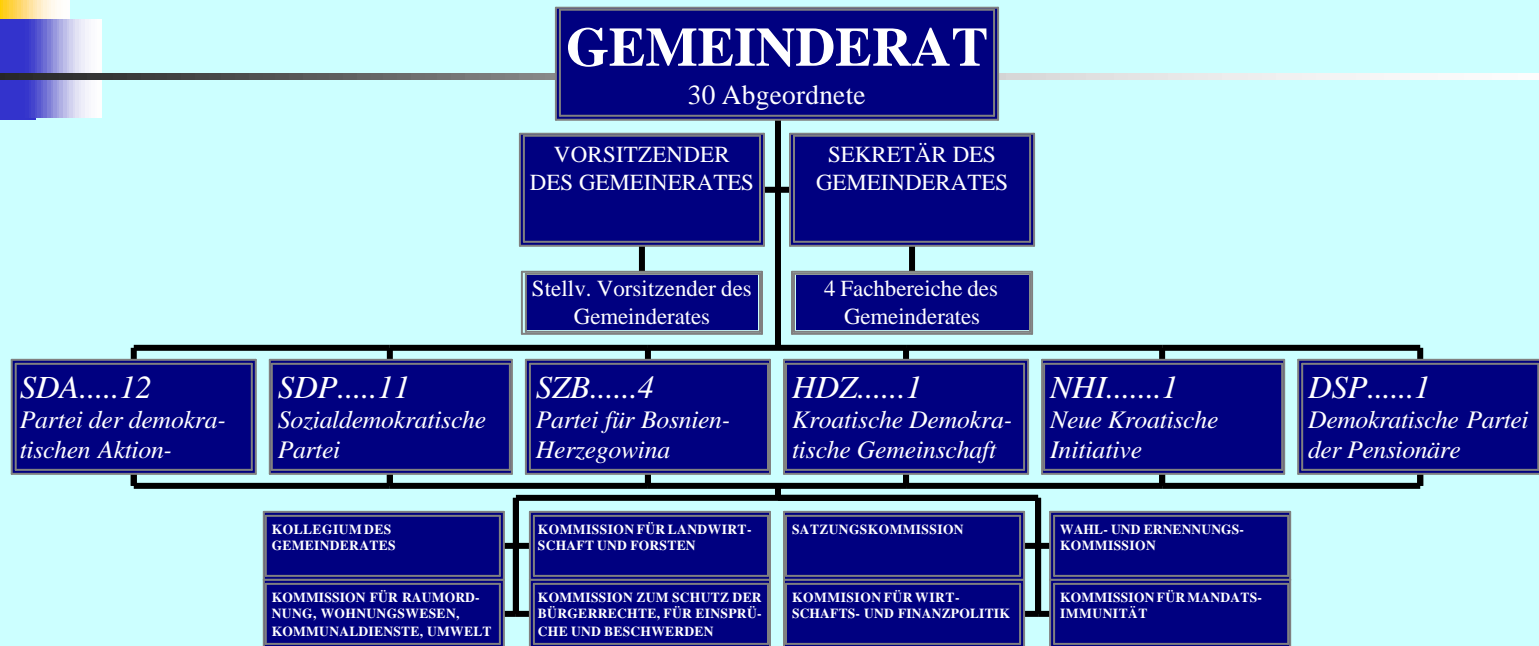 GEMEINDERAT
30 Abgeordnete
VORSITZENDER
DES GEMEINERATES
SEKRETÄR DES
GEMEINDERATES
Stellv. Vorsitzender des
Gemeinderates
4 Fachbereiche des
Gemeinderates
SDA.....12
Partei der demokra-
tischen Aktion-
SDP....11
Sozialdemokratische
Partei
SZB......4
Partei für Bosnien-
Herzegowina
HDZ......1
Kroatische Demokra-
tische Gemeinschaft
NHI.......1
Neue Kroatische
Initiative
DSP......1
Demokratische Partei
der Pensionäre
KOLLEGIUM DES
GEMEINDERATES
KOMMISSION FÜR LANDWIRT-
SCHAFT UND FORSTEN
SATZUNGSKOMMISSION
WAHL- UND ERNENNUNGS-
KOMMISSION
KOMMISSION FÜR RAUMORD-
NUNG, WOHNUNGSWESEN,
KOMMUNALDIENSTE, UMWELT
KOMMISSION ZUM SCHUTZ DER
BÜRGERRECHTE, FÜR EINSPRÜ-
CHE UND BESCHWERDEN
KOMMISION FÜR WIRT-
SCHAFTS- UND FINANZPOLITIK
KOMMISSION FÜR MANDATS-
IMMUNITÄT